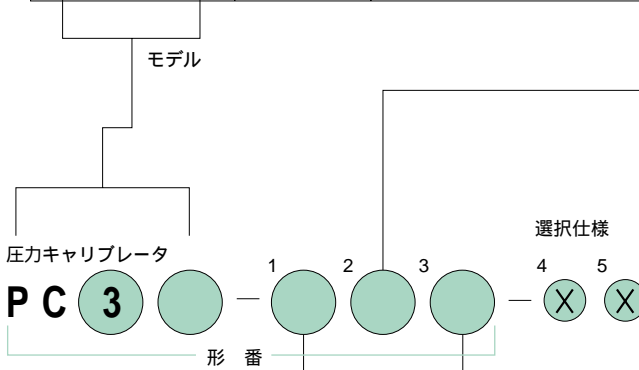 モデル
選択仕様
圧力キャリブレータ
1 2 3 4 5
P C 3 — — X X
形 番